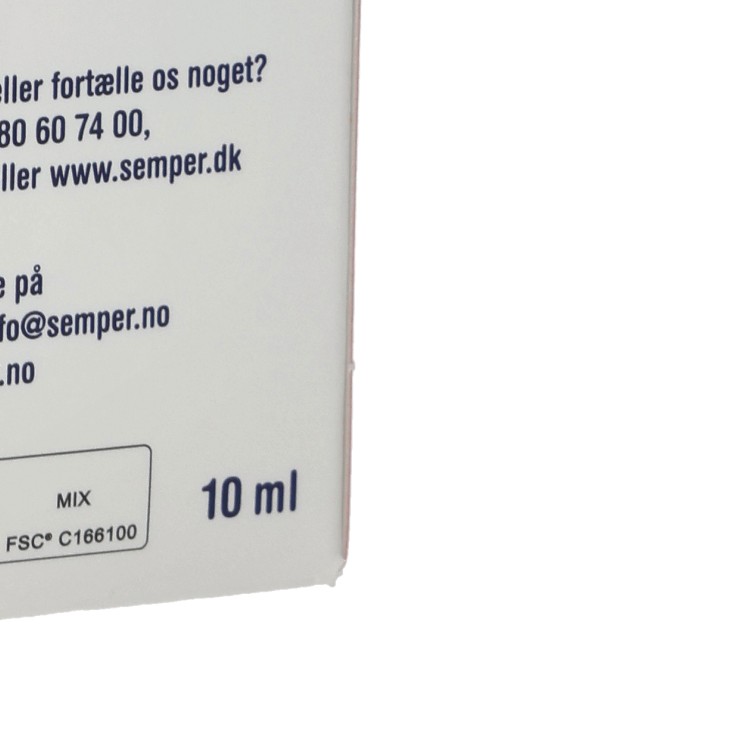 eller fortælle os noget?
80 60 74 00,
eller www.semper.dk
e på
info@semper.no
.no
MIX
FSC® C166100
10 ml